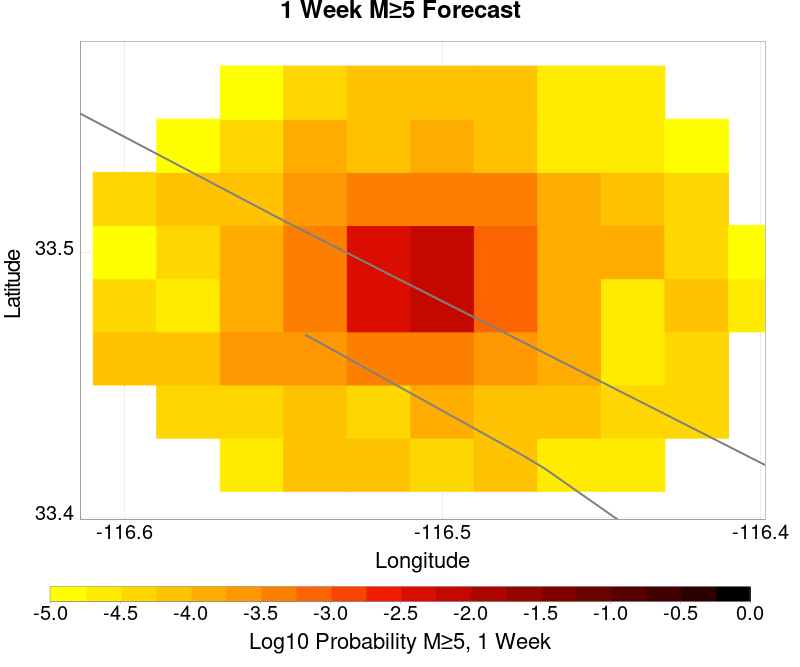 1 Week M≥5 Forecast
Latitude
33.5
33.4
-116.6 -116.5 -116.4
Longitude
-5.0 -4.5 -4.0 -3.5 -3.0 -2.5 -2.0 -1.5 -1.0 -0.5 0.0
Log10 Probability M≥5, 1 Week